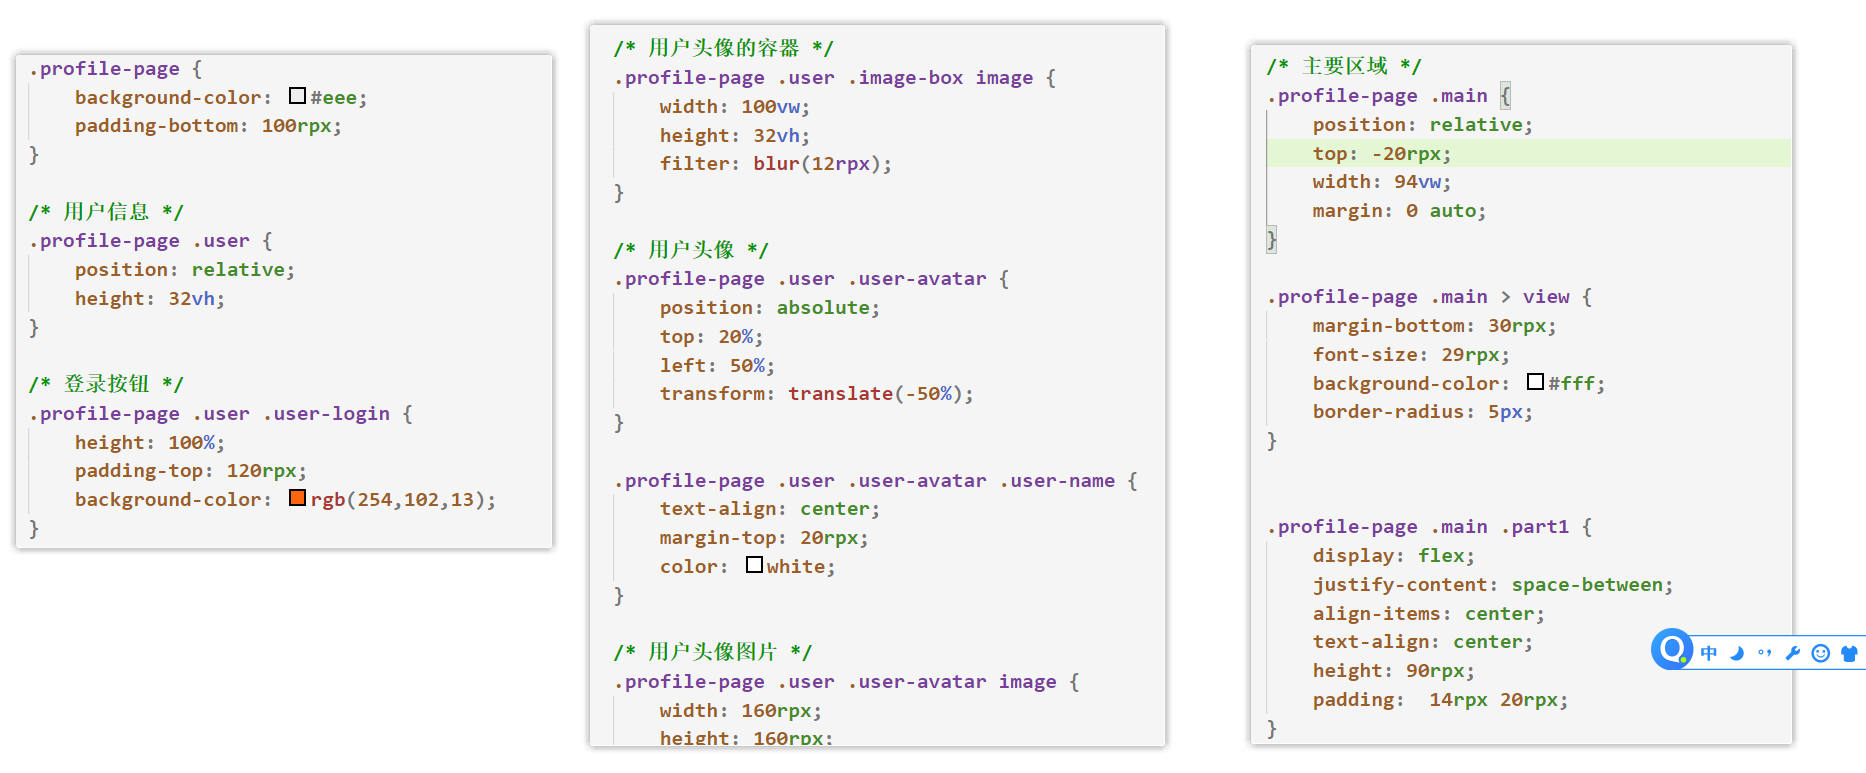 .profile-page {
background-color: #eee;
padding-bottom: 100rpx;
}
/* 用户信息 */
.profile-page .user {
position: relative;
height: 32vh;
}
/* 登录按钮 */
.profile-page .user .user-login {
height: 100%;
padding-top: 120rpx;
background-color: rgb(254,102,13);
}
/* 用户头像的容器 */
.profile-page .user .image-box image {
width: 100vw;
height: 32vh;
filter: blur(12rpx);
}
/* 用户头像 */
.profile-page .user .user-avatar {
position: absolute;
top: 20%;
left: 50%;
transform: translate(-50%);
}
.profile-page .user .user-avatar .user-name {
text-align: center;
margin-top: 20rpx;
color: white;
}
/* 用户头像图片 */
.profile-page .user .user-avatar image {
width: 160rpx;
height: 160rpx;
/* 主要区域 */
.profile-page .main {
position: relative;
top: -20rpx;
width: 94vw;
margin: 0 auto;
}
.profile-page .main > view {
margin-bottom: 30rpx;
font-size: 29rpx;
background-color: #fff;
border-radius: 5px;
}
.profile-page .main .part1 {
display: flex;
justify-content: space-between;
align-items: center;
text-align: center;
height: 90rpx;
padding:  14rpx 20rpx;
}
中